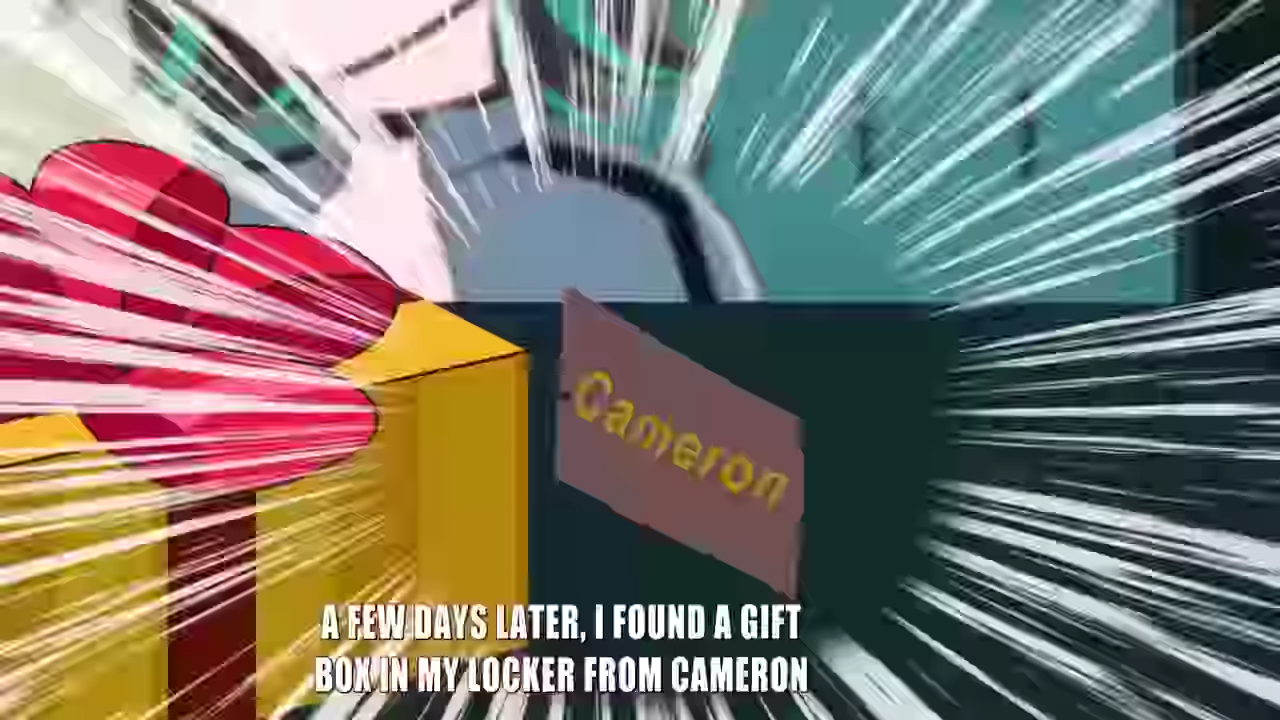 Cameron
A FEW DAYS LATER, I FOUND A GIFT
BOX IN MY LOCKER FROM CAMERON